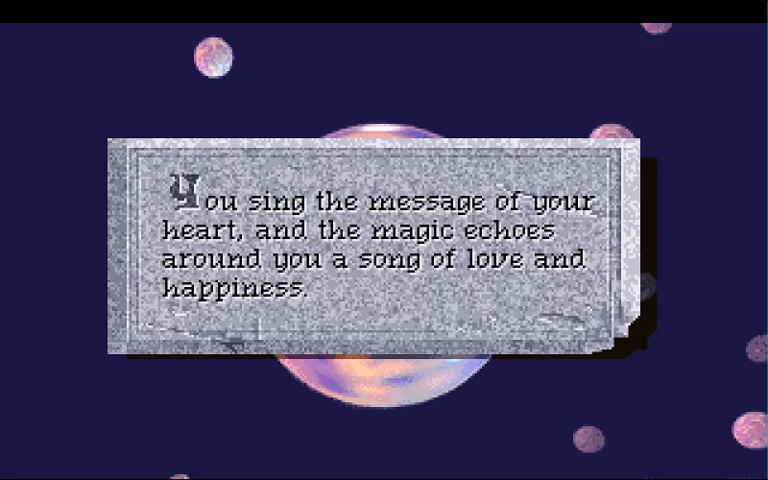 You sing the message of your
heart, and the magic echoes
around you a song of love and
happiness.